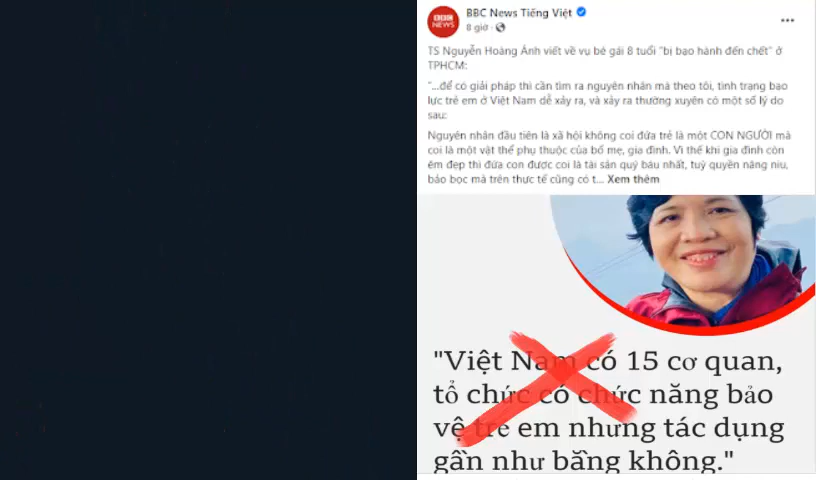 BBC NEWS
BBC News Tiếng Việt
8 giờ
TS Nguyễn Hoàng Ánh viết về vụ bé gái 8 tuổi "bị bạo hành đến chết" ở
TPHCM:
"...để có giải pháp thì cần tìm ra nguyên nhân mà theo tôi, tình trạng bạo
lực trẻ em ở Việt Nam dễ xảy ra, và xảy ra thường xuyên có một số lý do
sau:
Nguyên nhân đầu tiên là xã hội không coi đứa trẻ là một CON NGƯỜI mà
coi là một vật thể phụ thuộc của bố mẹ, gia đình. Vì thế khi gia đình còn
êm đẹp thì đứa con được coi là tài sản quý báu nhất, tuỳ quyền nâng niu,
bảo bọc mà trên thực tế cũng có t... Xem thêm
"Việt Nam có 15 cơ quan,
tổ chức có chức năng bảo
vệ trẻ em nhưng tác dụng
gần như bằng không."